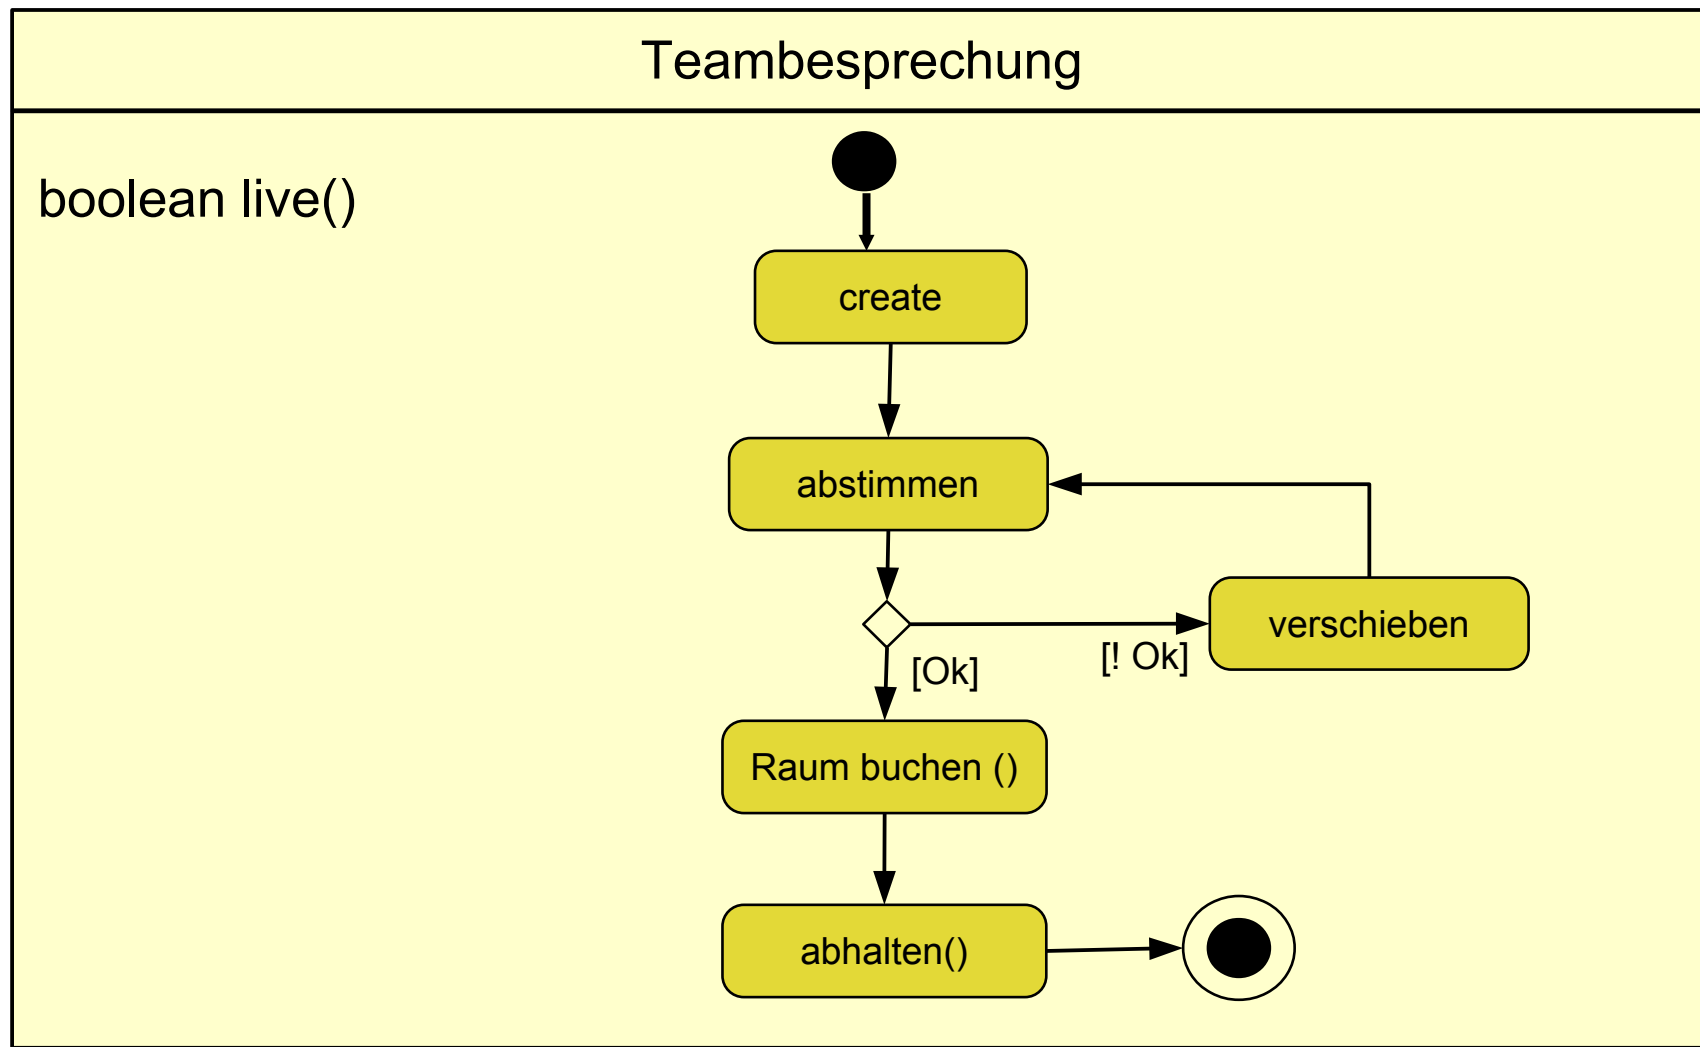 Teambesprechung
boolean live()
create
abstimmen
verschieben
[Ok]
[! Ok]
Raum buchen ()
abhalten()